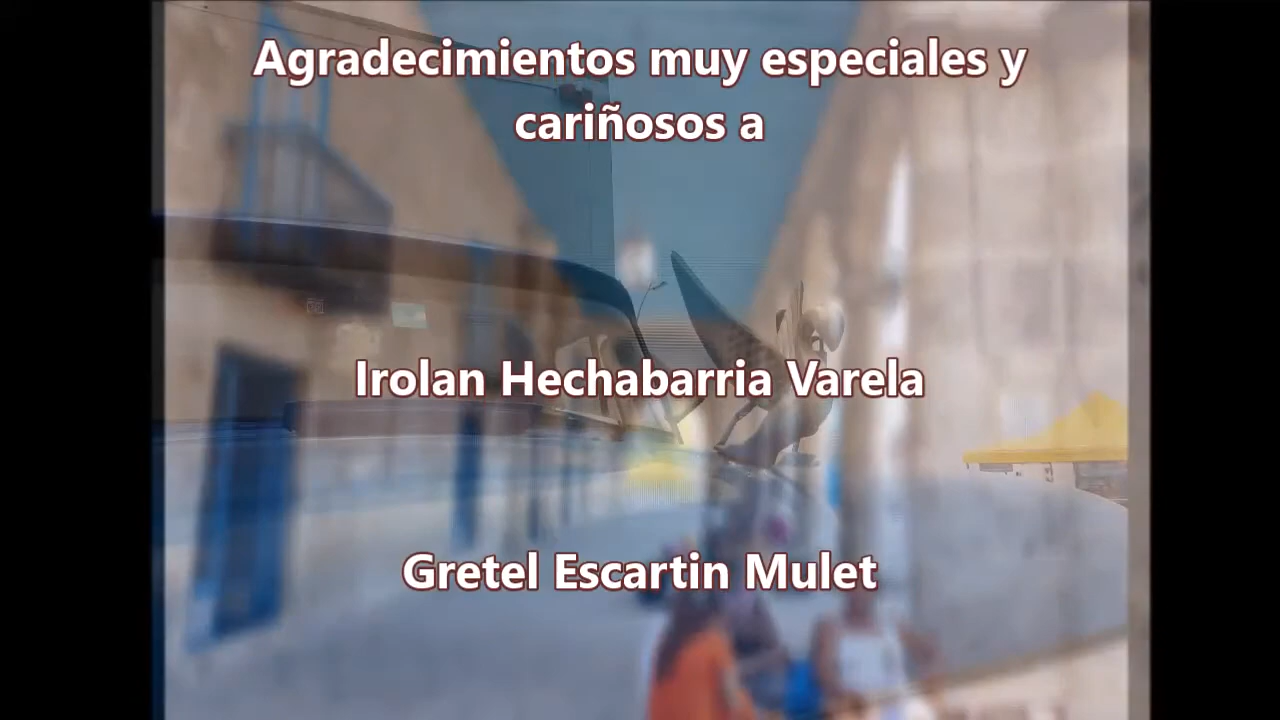 Agradecimientos muy especiales y
cariñosos a
Irolan Hechabarria Varela
Gretel Escartin Mulet